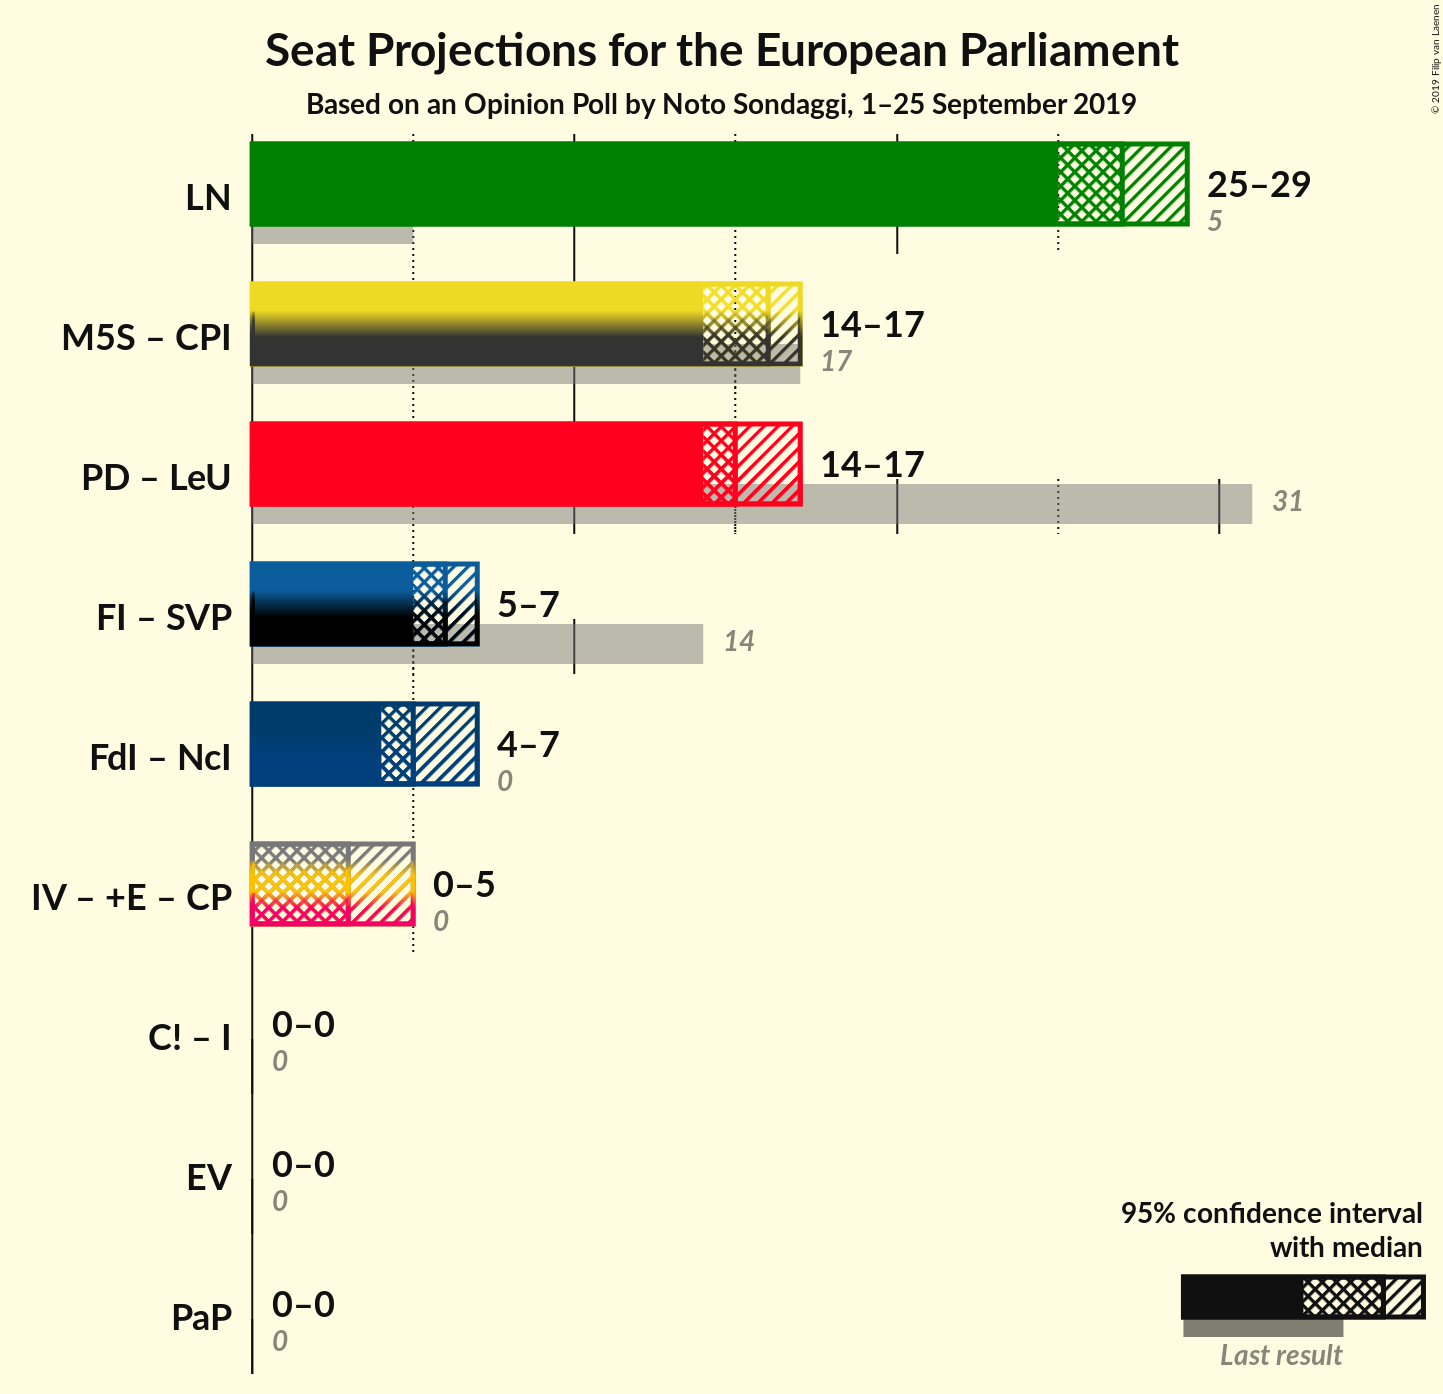 Seat Projections for the European Parliament
Based on an Opinion Poll by Noto Sondaggi, 1–25 September 2019
© 2019 Filip van Laenen
LN
25–29
5
M5S – CPI
14–17
17
PD – LeU
14–17
31
FI – SVP
5–7
14
FdI – NcI
4–7
0
IV – +E – CP
0–5
0
C! – I
0–0
0
EV
0–0
0
PaP
0–0
0
95% confidence interval
with median
Last result